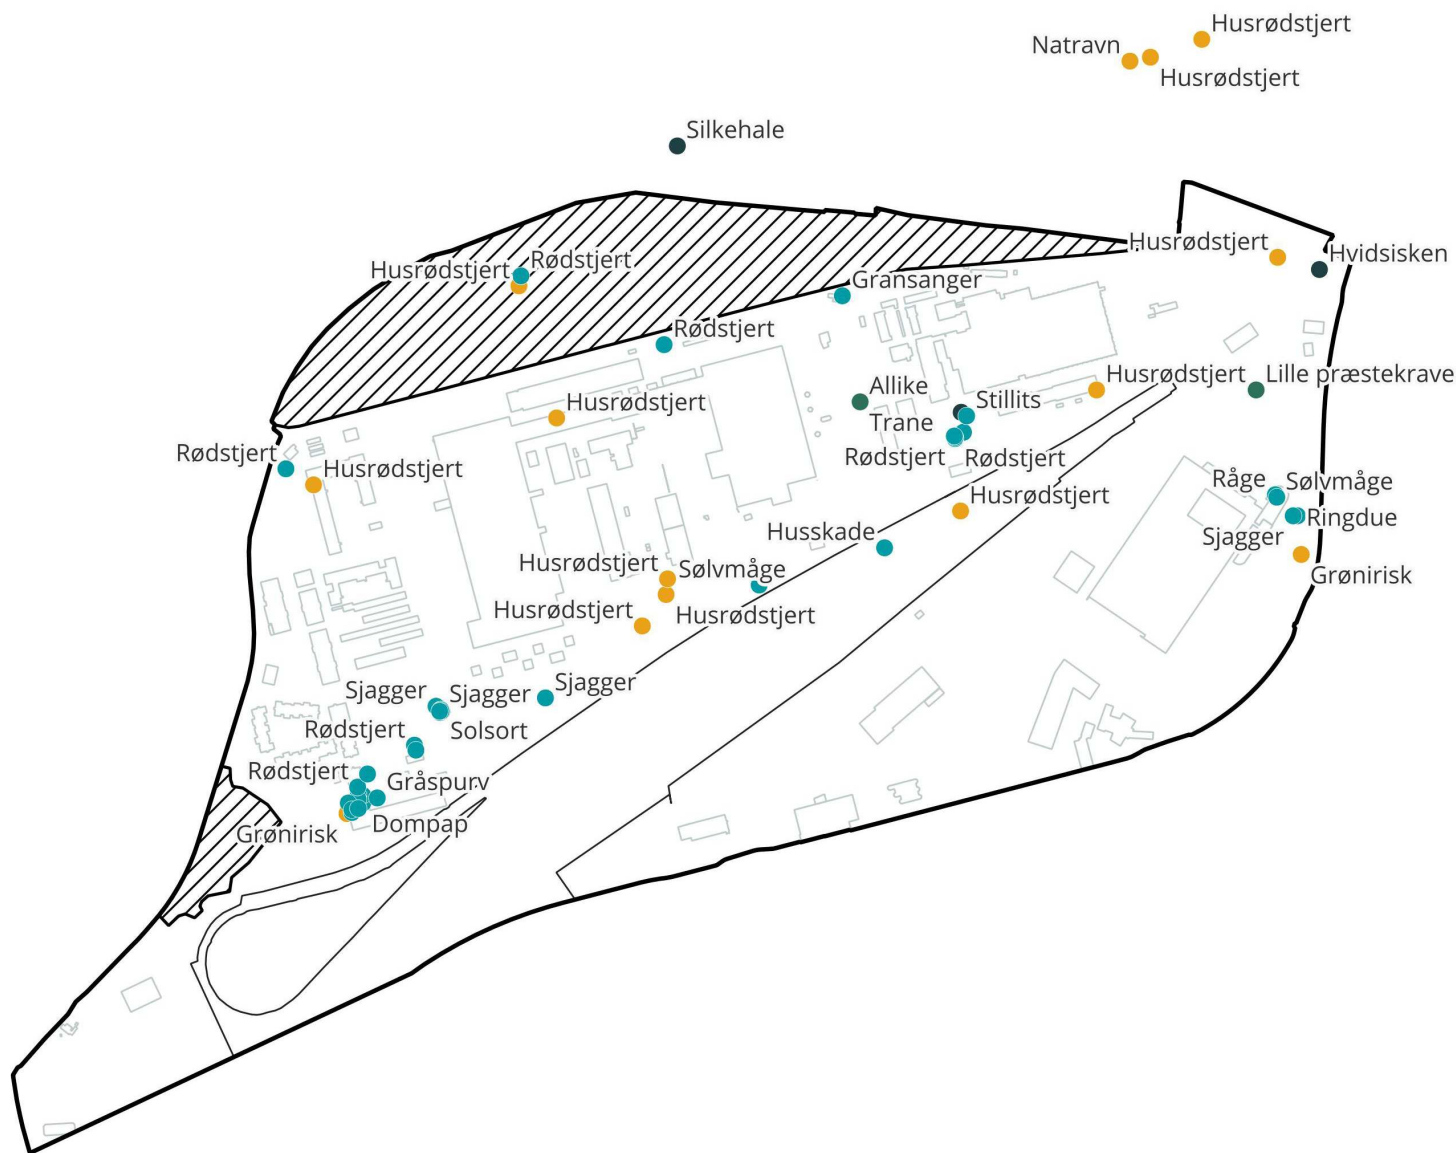 Husrødstjert
Natravn
Husrødstjert
Silkehale
Husrødstjert
Hvidsisken
Rødstjert
Husrødstjert
Gransanger
Rødstjert
Husrødstjert
Lille præstekrave
Allike
Stillits
Husrødstjert
Trane
Rødstjert
Rødstjert
Rødstjert
Husrødstjert
Råge
Sølvmåge
Husrødstjert
Ringdue
Husskade
Sjagger
Husrødstjert
Sølvmåge
Grønirisk
Husrødstjert
Husrødstjert
Sjagger
Sjagger
Sjagger
Rødstjert
Solsort
Rødstjert
Gråspurv
Grønirisk
Dompap